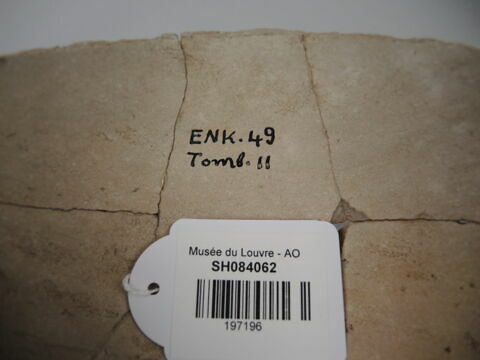 ENK.49
Tomb.11
Musée du Louvre - AO
SH084062
197196